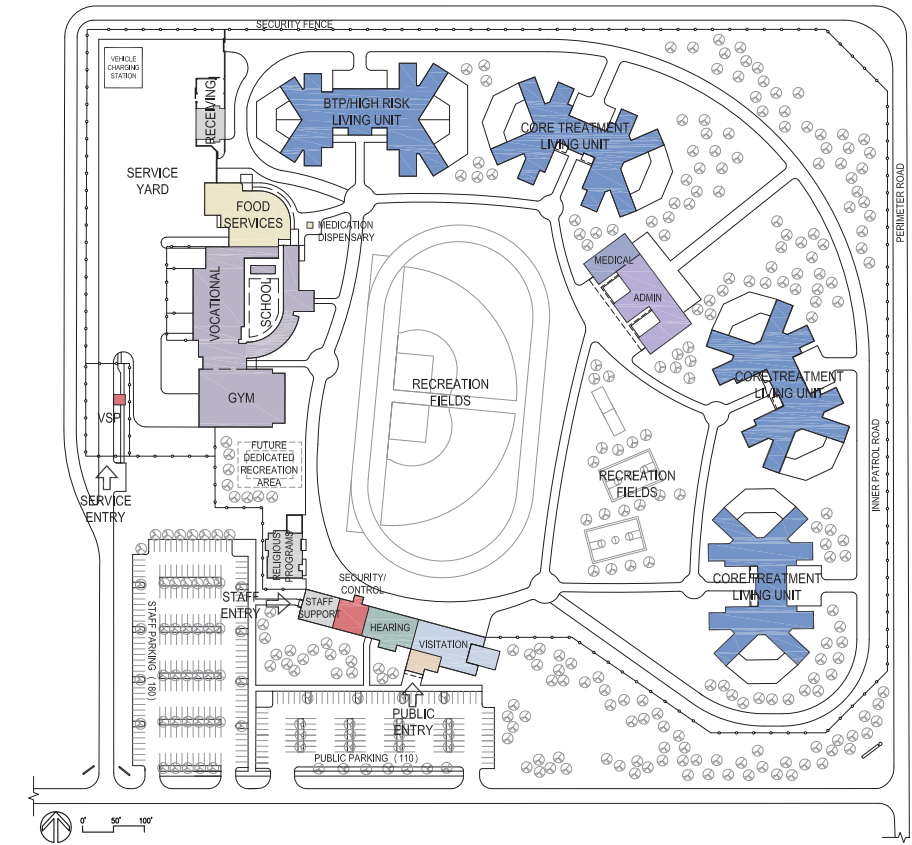 SECURITY FENCE
VEHICLE
CHARGING
STATION
RECEIVING
BTP/HIGH RISK
LIVING UNIT
CORE TREATMENT
LIVING UNIT
SERVICE
YARD
PERIMETER ROAD
FOOD
SERVICES
MEDICATION
DISPENSARY
MEDICAL
ADMIN
VOCATIONAL
SCHOOL
RECREATION
FIELDS
CORE TREATMENT
LIVING UNIT
GYM
VSP
FUTURE
DEDICATED
RECREATION
AREA
RECREATION
FIELDS
INNER PATROL ROAD
SERVICE
ENTRY
RELIGIOUS
PROGRAMS
CORE TREATMENT
LIVING UNIT
SECURITY/
CONTROL
STAFF
ENTRY
STAFF
SUPPORT
HEARING
VISITATION
STAFF PARKING (180)
PUBLIC
ENTRY
PUBLIC PARKING (110)
0' 50' 100'